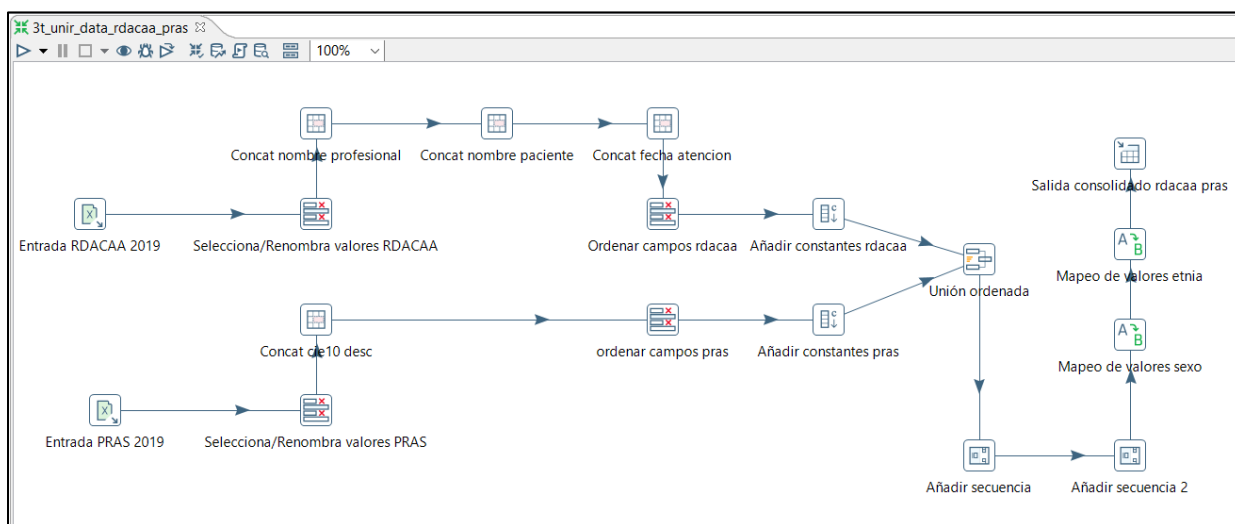 3t_unir_data_rdacaa_pras
100%
Concat nombre profesional
Concat nombre paciente
Concat fecha atencion
Salida consolidado rdacaa pras
Entrada RDACAA 2019
Selecciona/Renombra valores RDACAA
Ordenar campos rdacaa
Añadir constantes rdacaa
Mapeo de valores etnia
Unión ordenada
Concat cie10 desc
ordenar campos pras
Añadir constantes pras
Mapeo de valores sexo
Entrada PRAS 2019
Selecciona/Renombra valores PRAS
Añadir secuencia
Añadir secuencia 2